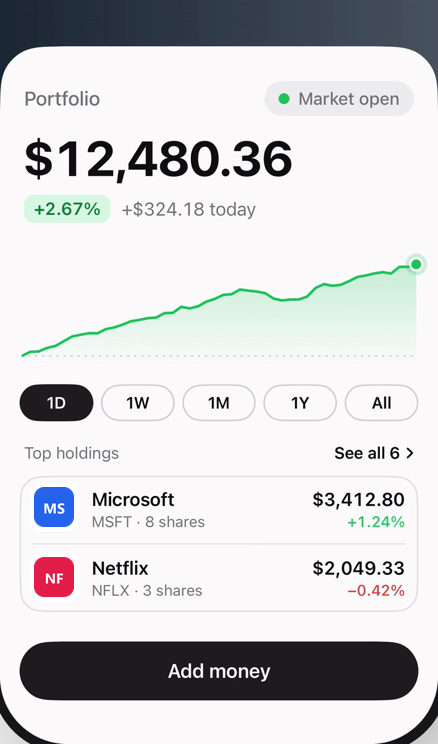 Portfolio
Market open
$12,480.36
+2.67% +$324.18 today
1D 1W 1M 1Y All
Top holdings
See all 6
MS
Microsoft
$3,412.80
MSFT · 8 shares
+1.24%
NF
Netflix
$2,049.33
NFLX · 3 shares
−0.42%
Add money